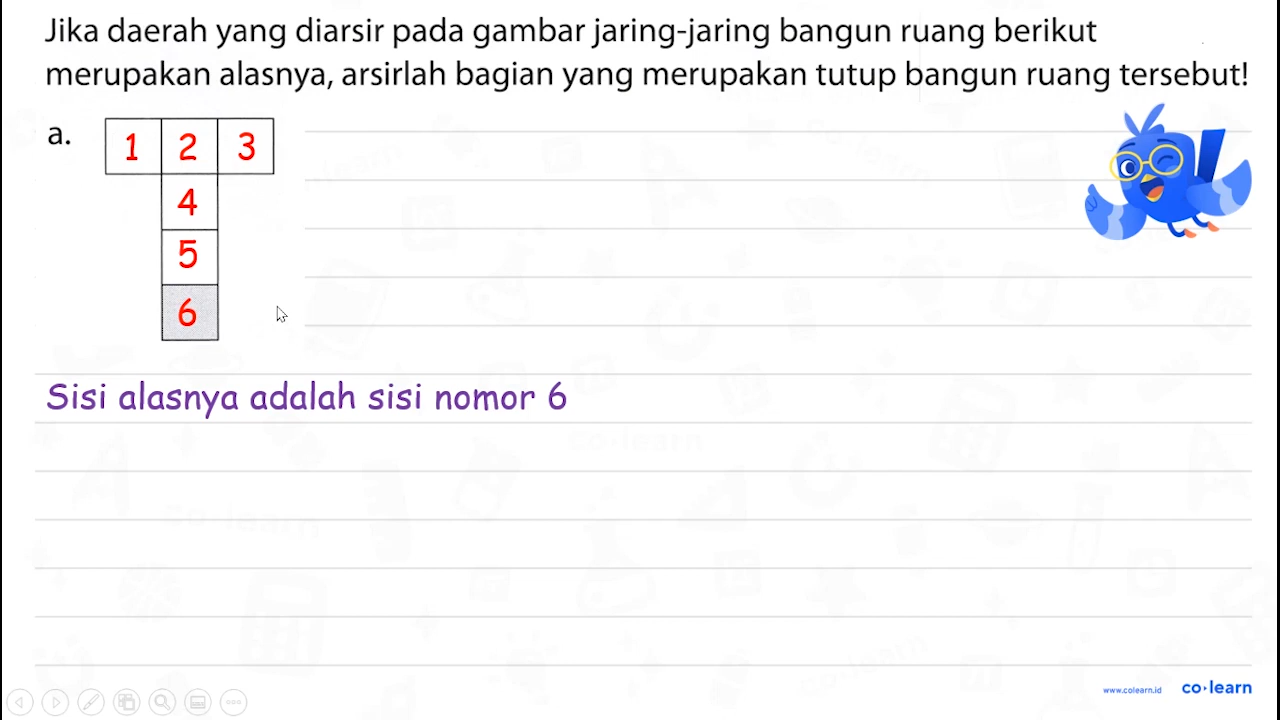 Jika daerah yang diarsir pada gambar jaring-jaring bangun ruang berikut
merupakan alasnya, arsirlah bagian yang merupakan tutup bangun ruang tersebut!
a.
1 2 3
4
5
6
Sisi alasnya adalah sisi nomor 6
www.colearn.id co·learn